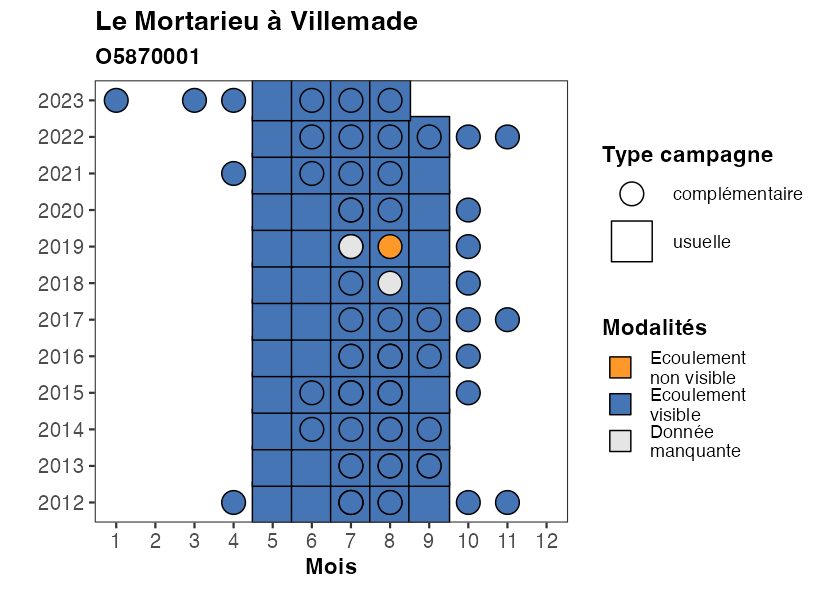 Le Mortarieu à Villemade
O5870001
2023
2022
2021
2020
2019
2018
2017
2016
2015
2014
2013
2012
1 2 3 4 5 6 7 8 9 10 11 12
Mois
Type campagne
complémentaire
usuelle
Modalités
Ecoulement
non visible
Ecoulement
visible
Donnée
manquante